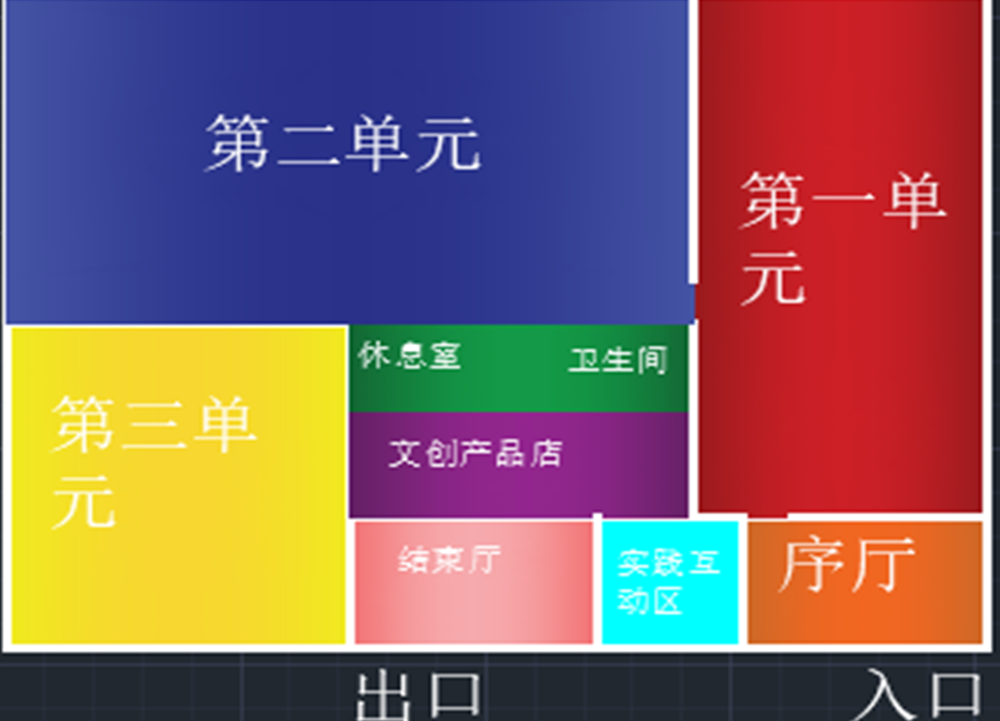 第二单元
第一单
元
休息室
卫生间
第三单
元
文创产品店
结束厅
实践互
动区
序厅
出口
入口